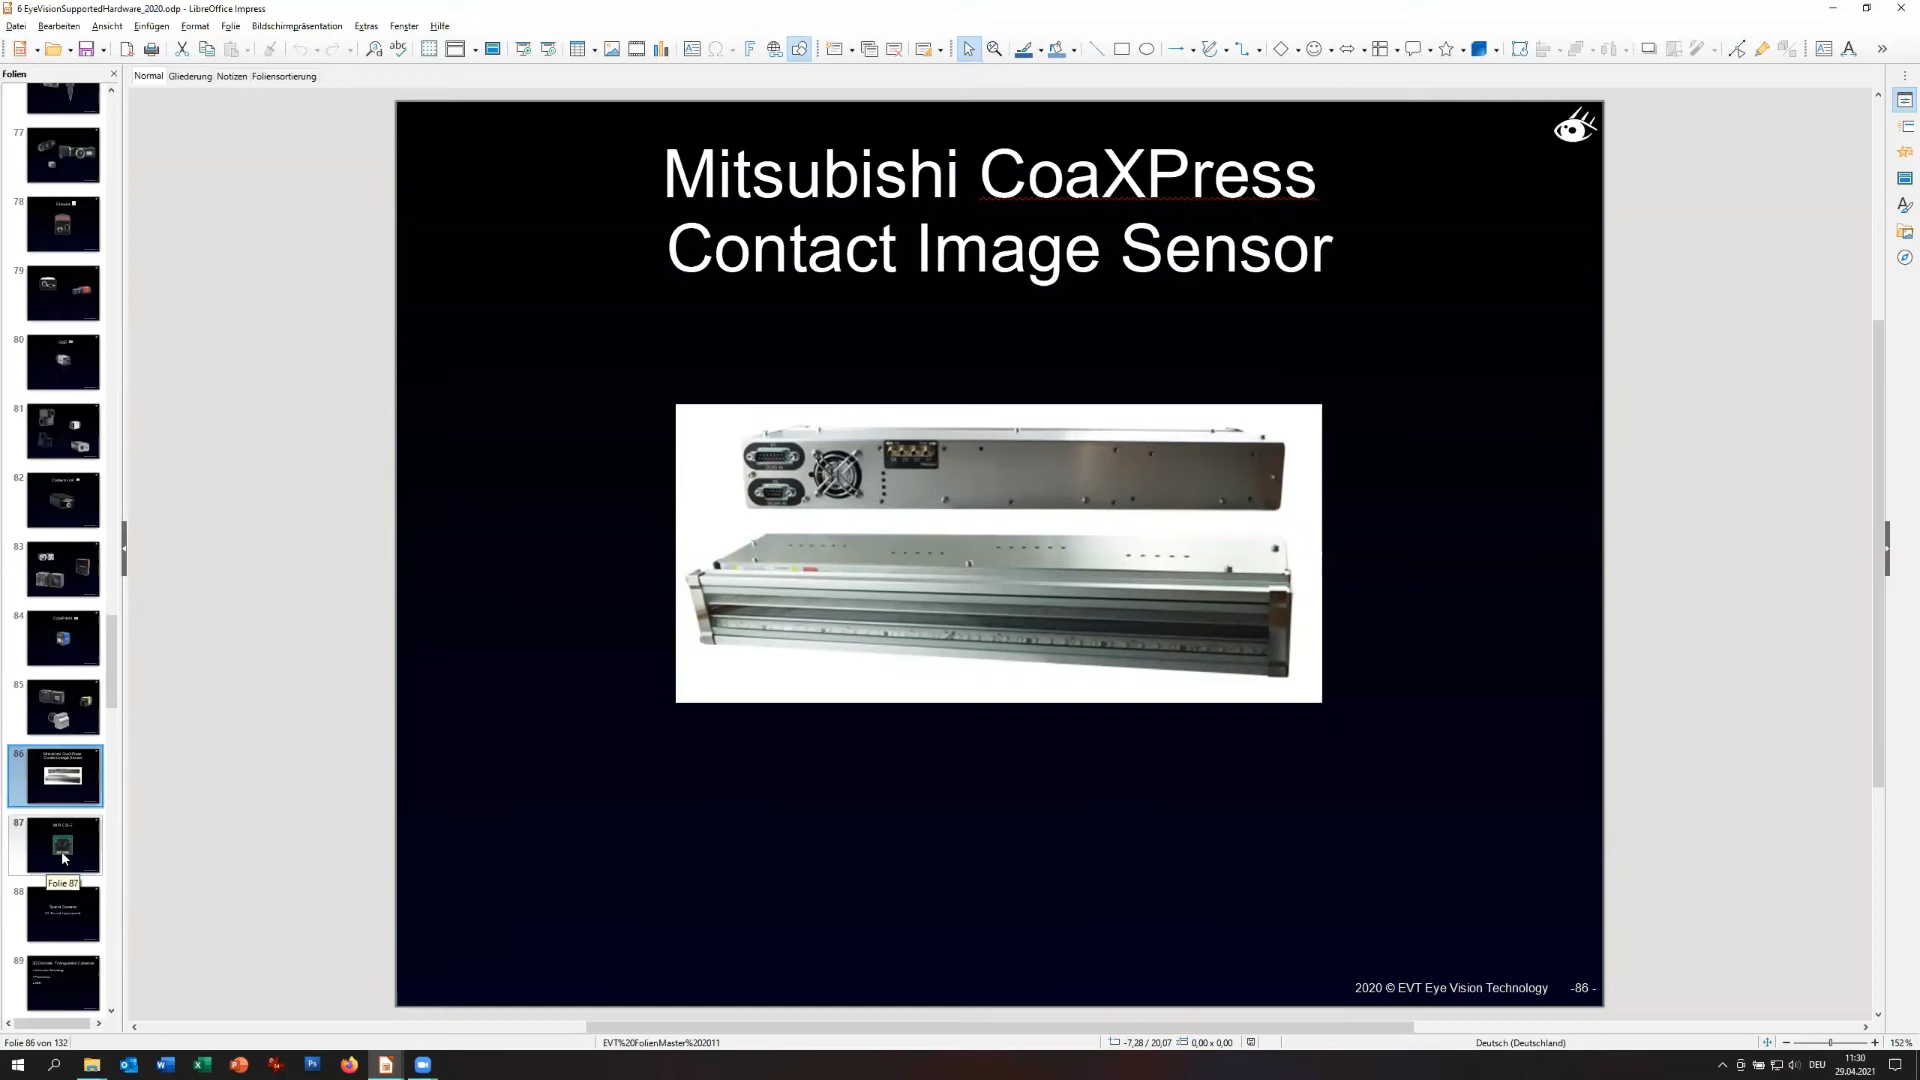 6 EyeVisionSupportedHardware_2020.odp - LibreOffice Impress
Datei Bearbeiten Ansicht Einfügen Format Folie Bildschirmpräsentation Extras Fenster Hilfe
Folien
Normal Gliederung Notizen Foliensortierung
77
78
79
80
81
82
83
84
85
86
87
Folie 87
88
89
Mitsubishi CoaXPress
Contact Image Sensor
2020 © EVT Eye Vision Technology -86 -
Folie 86 von 132
EVT%20FolienMaster%202011
-7,28 / 20,07
0,00 x 0,00
Deutsch (Deutschland)
152%
DEU
11:30
29.04.2021